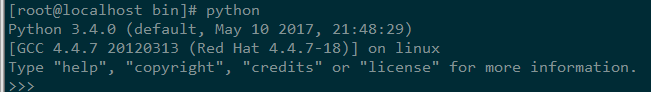 [root@localhost bin]# python
Python 3.4.0 (default, May 10 2017, 21:48:29)
[GCC 4.4.7 20120313 (Red Hat 4.4.7-18)] on linux
Type "help", "copyright", "credits" or "license" for more information.
>>>